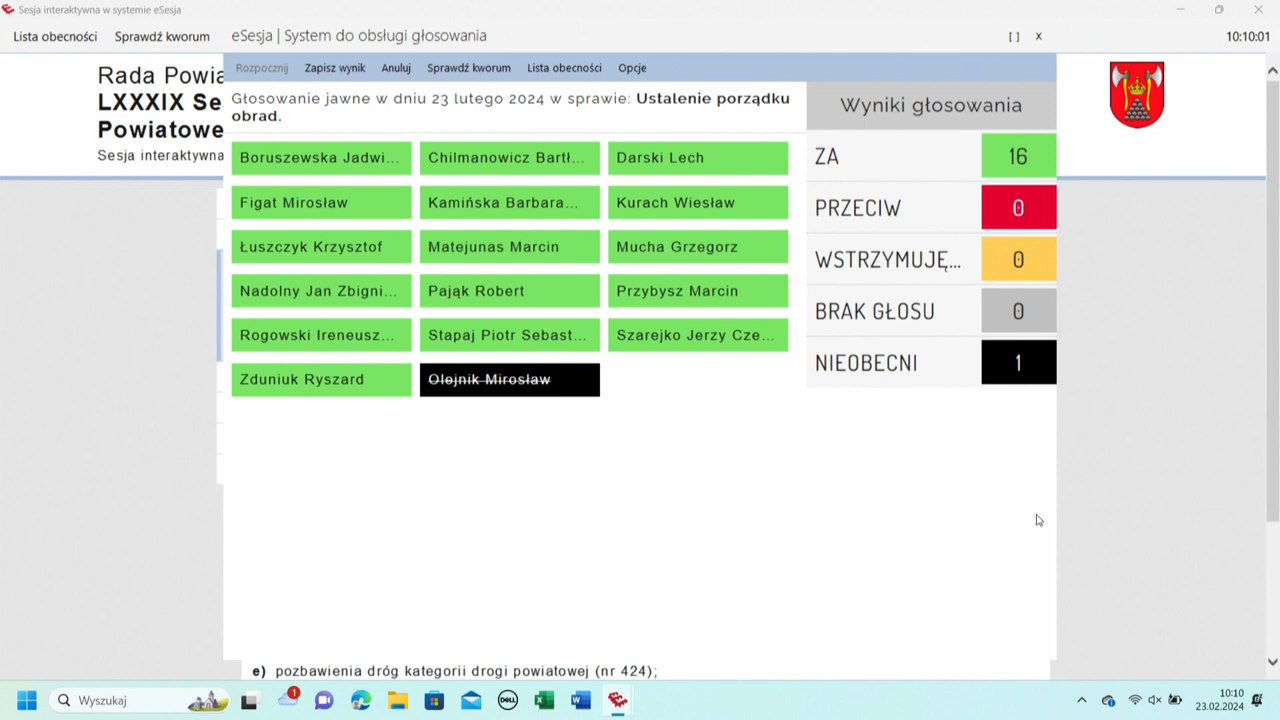 Sesja interaktywna w systemie eSesja
Lista obecności Sprawdź kworum eSesja | System do obsługi głosowania [ ] x 10:10:01
Rozpocznij Zapisz wynik Anuluj Sprawdź kworum Lista obecności Opcje
Rada Powia
LXXXIX Se
Powiatowe
Sesja interaktywna
Głosowanie jawne w dniu 23 lutego 2024 w sprawie: Ustalenie porządku
obrad.
Boruszewska Jadwi... Chilmanowicz Bartł... Darski Lech
Figat Mirosław Kamińska Barbara... Kurach Wiesław
Łuszczyk Krzysztof Matejunas Marcin Mucha Grzegorz
Nadolny Jan Zbigni... Pająk Robert Przybysz Marcin
Rogowski Ireneusz... Stapaj Piotr Sebast... Szarejko Jerzy Cze...
Zduniuk Ryszard Olejnik Mirosław
Wyniki głosowania
ZA 16
PRZECIW 0
WSTRZYMUJĘ... 0
BRAK GŁOSU 0
NIEOBECNI 1
e) pozbawienia dróg kategorii drogi powiatowej (nr 424);
Wyszukaj 1 DELL 10:10
23.02.2024